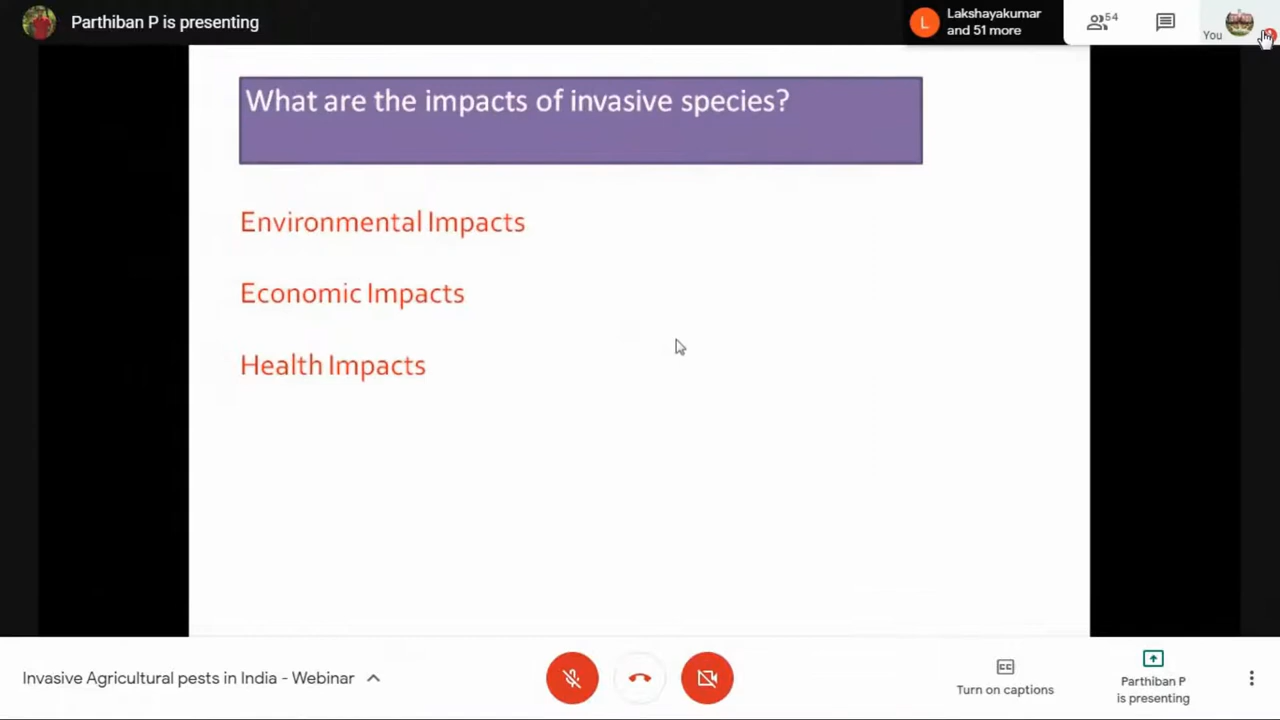 Parthiban P is presenting
L
Lakshayakumar
and 51 more
54
You
What are the impacts of invasive species?
Environmental Impacts
Economic Impacts
Health Impacts
Invasive Agricultural pests in India - Webinar
CC
Turn on captions
Parthiban P
is presenting